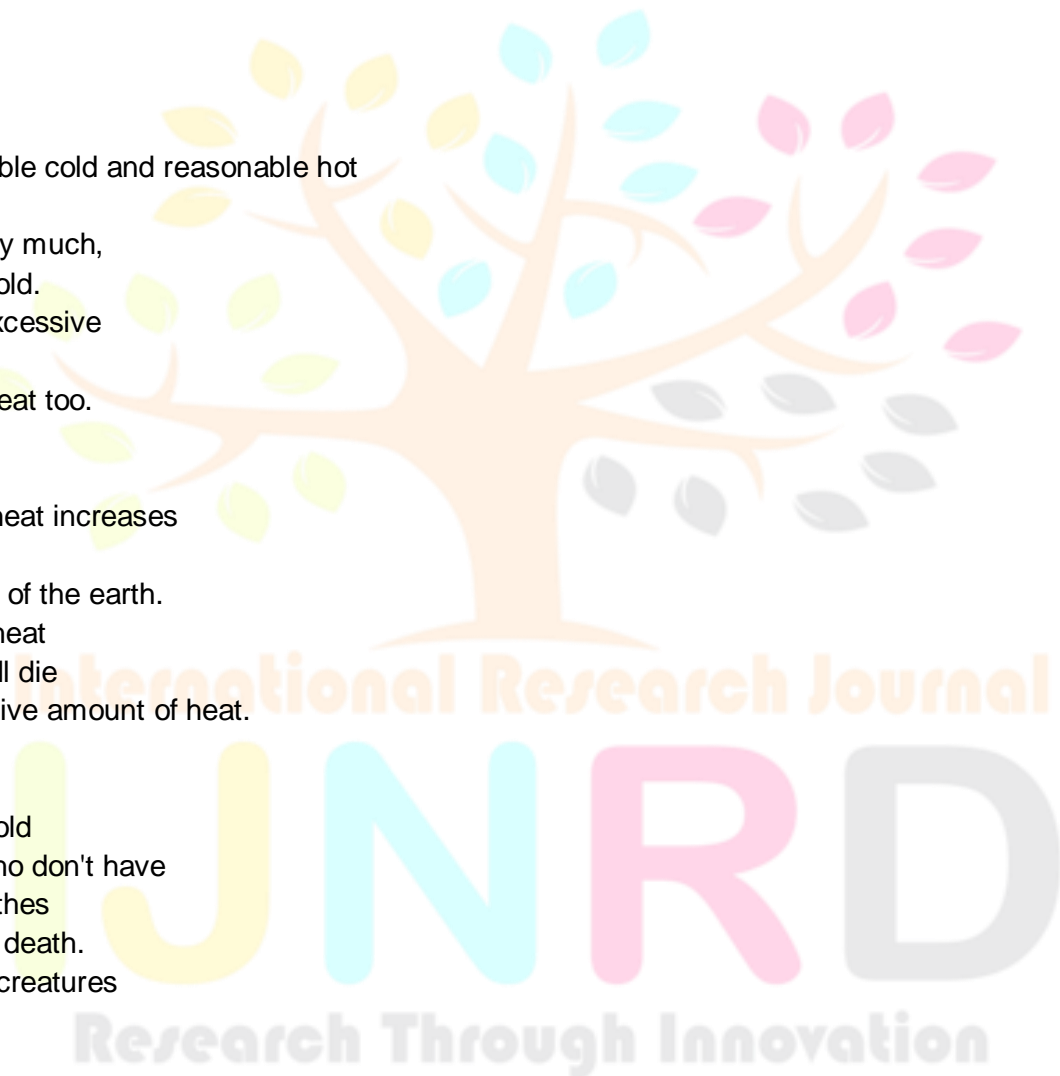 ble cold and reasonable hot
y much,
old.
xcessive
eat too.
heat increases
of the earth.
heat
ll die
ive amount of heat.
old
no don't have
thes
death.
creatures
International Research Journal
IJNRD
Research Through Innovation